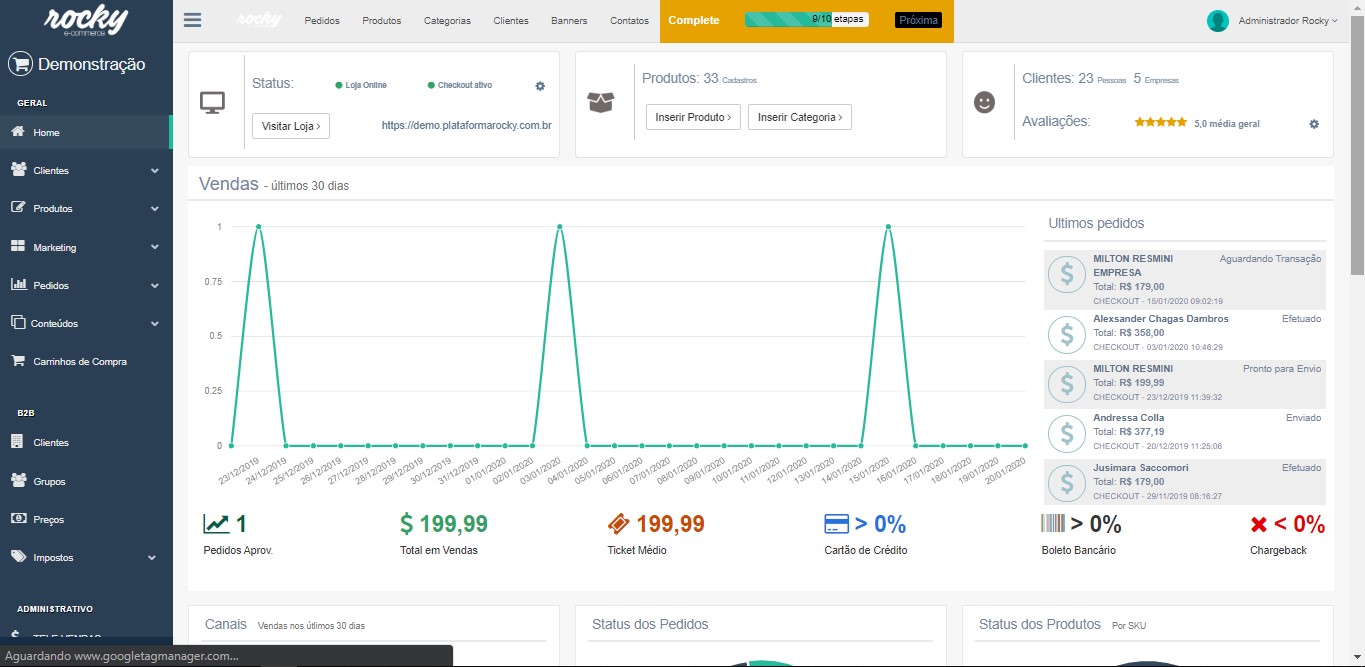 rocky
e-commerce
Demonstração
GERAL
Home
Clientes
Produtos
Marketing
Pedidos
Conteúdos
Carrinhos de Compra
B2B
Clientes
Grupos
Preços
Impostos
ADMINISTRATIVO
TELE VENDAS
Aguardando www.googletagmanager.com...
rocky Pedidos Produtos Categorias Clientes Banners Contatos Complete 9/10 etapas Próxima Administrador Rocky
Status: Loja Online Checkout ativo
Visitar Loja › https://demo.plataformarocky.com.br
Produtos: 33 Cadastros
Inserir Produto › Inserir Categoria ›
Clientes: 23 Pessoas 5 Empresas
Avaliações: 5,0 média geral
Vendas - últimos 30 dias
1
0.75
0.5
0.25
0
23/12/2019 24/12/2019 25/12/2019 26/12/2019 27/12/2019 28/12/2019 29/12/2019 30/12/2019 31/12/2019 01/01/2020 02/01/2020 03/01/2020 04/01/2020 05/01/2020 06/01/2020 07/01/2020 08/01/2020 09/01/2020 10/01/2020 11/01/2020 12/01/2020 13/01/2020 14/01/2020 15/01/2020 16/01/2020 17/01/2020 18/01/2020 19/01/2020 20/01/2020
Ultimos pedidos
MILTON RESMINI Aguardando Transação
EMPRESA
Total: R$ 179,00
CHECKOUT - 15/01/2020 09:02:19
Alexsander Chagas Dambros Efetuado
Total: R$ 358,00
CHECKOUT - 03/01/2020 10:46:29
MILTON RESMINI Pronto para Envio
Total: R$ 199,99
CHECKOUT - 23/12/2019 11:39:32
Andressa Colla Enviado
Total: R$ 377,19
CHECKOUT - 20/12/2019 11:25:06
Jusimara Saccomori Efetuado
Total: R$ 179,00
CHECKOUT - 29/11/2019 08:16:27
1 $ 199,99 199,99 > 0% > 0% < 0%
Pedidos Aprov. Total em Vendas Ticket Médio Cartão de Crédito Boleto Bancário Chargeback
Canais Vendas nos útlimos 30 dias
Status dos Pedidos
Status dos Produtos Por SKU